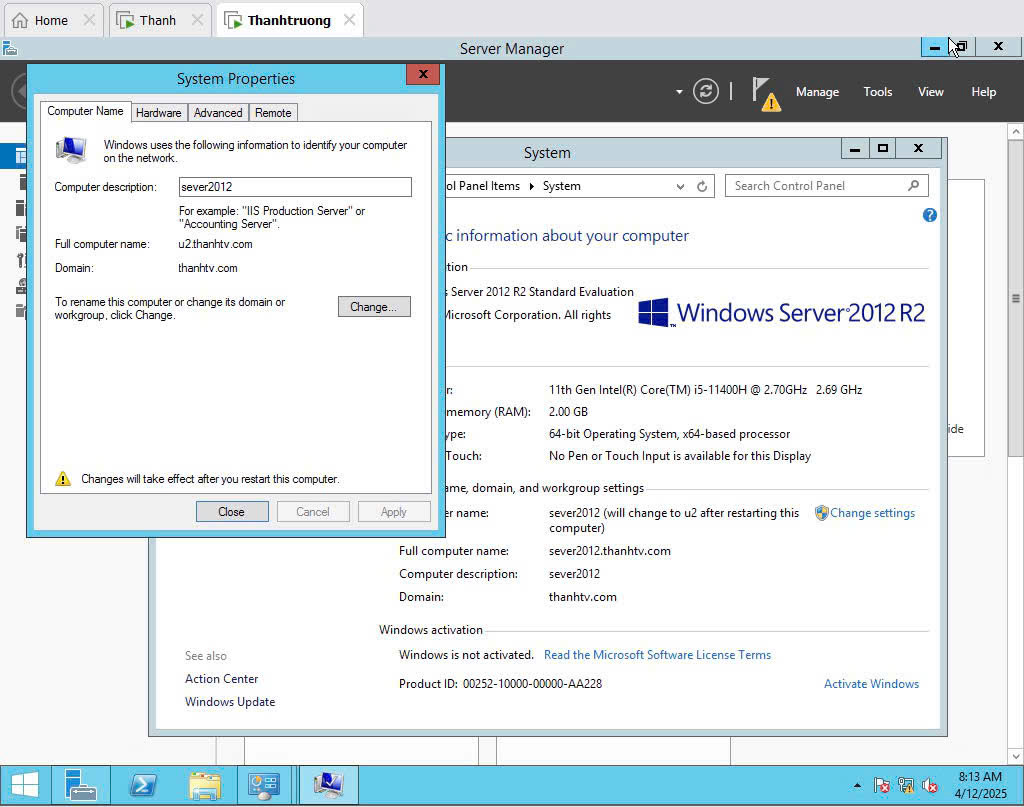 Home
Thanh
Thanhtruong
Server Manager
Manage
Tools
View
Help
System Properties
Computer Name
Hardware
Advanced
Remote
Windows uses the following information to identify your computer
on the network.
Computer description:
sever2012
For example: "IIS Production Server" or
"Accounting Server".
Full computer name:
u2.thanhtv.com
Domain:
thanhtv.com
To rename this computer or change its domain or
workgroup, click Change.
Change...
Changes will take effect after you restart this computer.
Close
Cancel
Apply
System
ol Panel Items
System
Search Control Panel
c information about your computer
tion
Server 2012 R2 Standard Evaluation
Microsoft Corporation. All rights
Windows Server 2012 R2
r:
11th Gen Intel(R) Core(TM) i5-11400H @ 2.70GHz 2.69 GHz
memory (RAM):
2.00 GB
ype:
64-bit Operating System, x64-based processor
Touch:
No Pen or Touch Input is available for this Display
ide
ame, domain, and workgroup settings
er name:
sever2012 (will change to u2 after restarting this
computer)
Change settings
Full computer name:
sever2012.thanhtv.com
Computer description:
sever2012
Domain:
thanhtv.com
Windows activation
See also
Windows is not activated. Read the Microsoft Software License Terms
Action Center
Product ID: 00252-10000-00000-AA228
Activate Windows
Windows Update
8:13 AM
4/12/2025